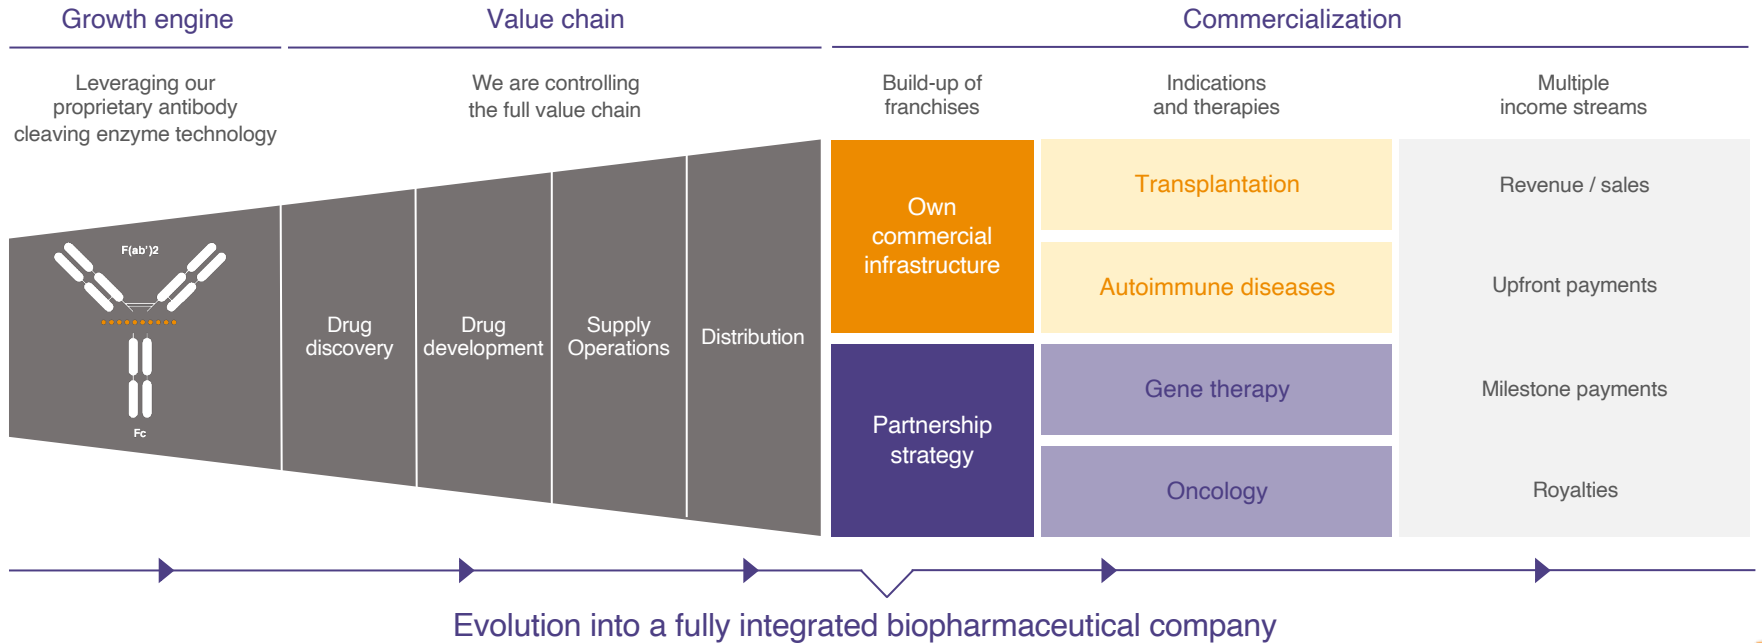 Growth engine
Value chain
Commercialization
Leveraging our
proprietary antibody
cleaving enzyme technology
We are controlling
the full value chain
Build-up of
franchises
Indications
and therapies
Multiple
income streams
F(ab')2
Fc
Drug
discovery
Drug
development
Supply
Operations
Distribution
Own
commercial
infrastructure
Partnership
strategy
Transplantation
Autoimmune diseases
Gene therapy
Oncology
Revenue / sales
Upfront payments
Milestone payments
Royalties
Evolution into a fully integrated biopharmaceutical company